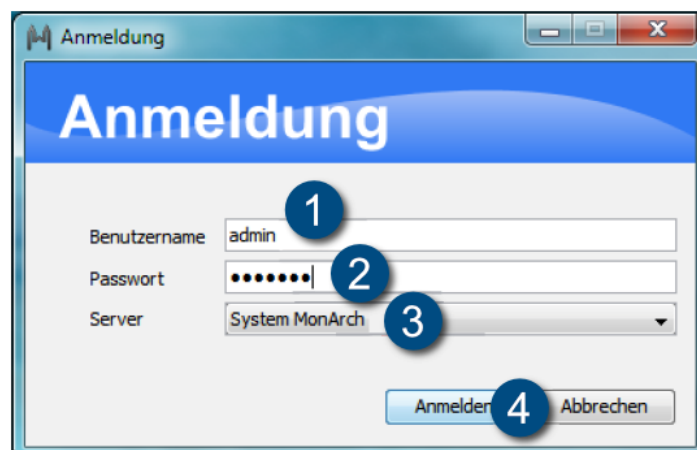 Anmeldung
Anmeldung
1
Benutzername admin
2
Passwort •••••••
3
Server System MonArch
4
Anmelden Abbrechen